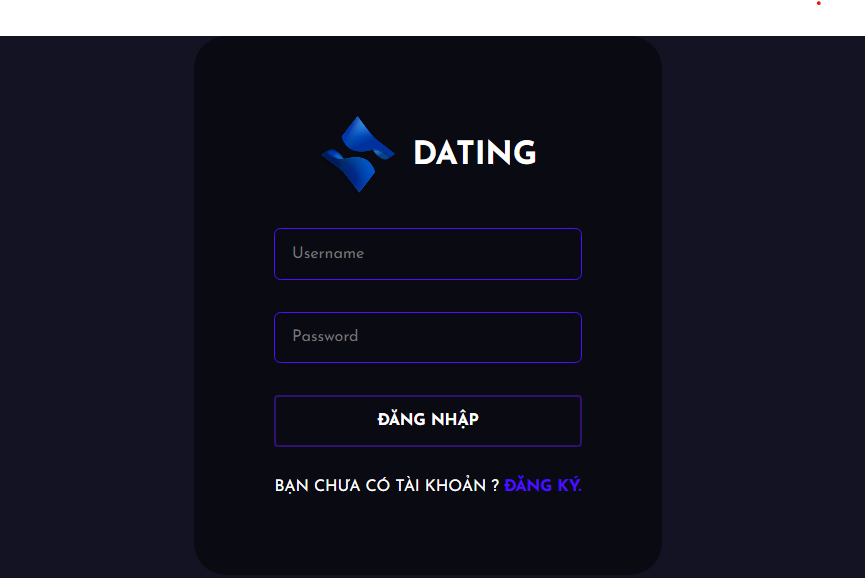 DATING
Username
Password
ĐĂNG NHẬP
BẠN CHƯA CÓ TÀI KHOẢN ? ĐĂNG KÝ.